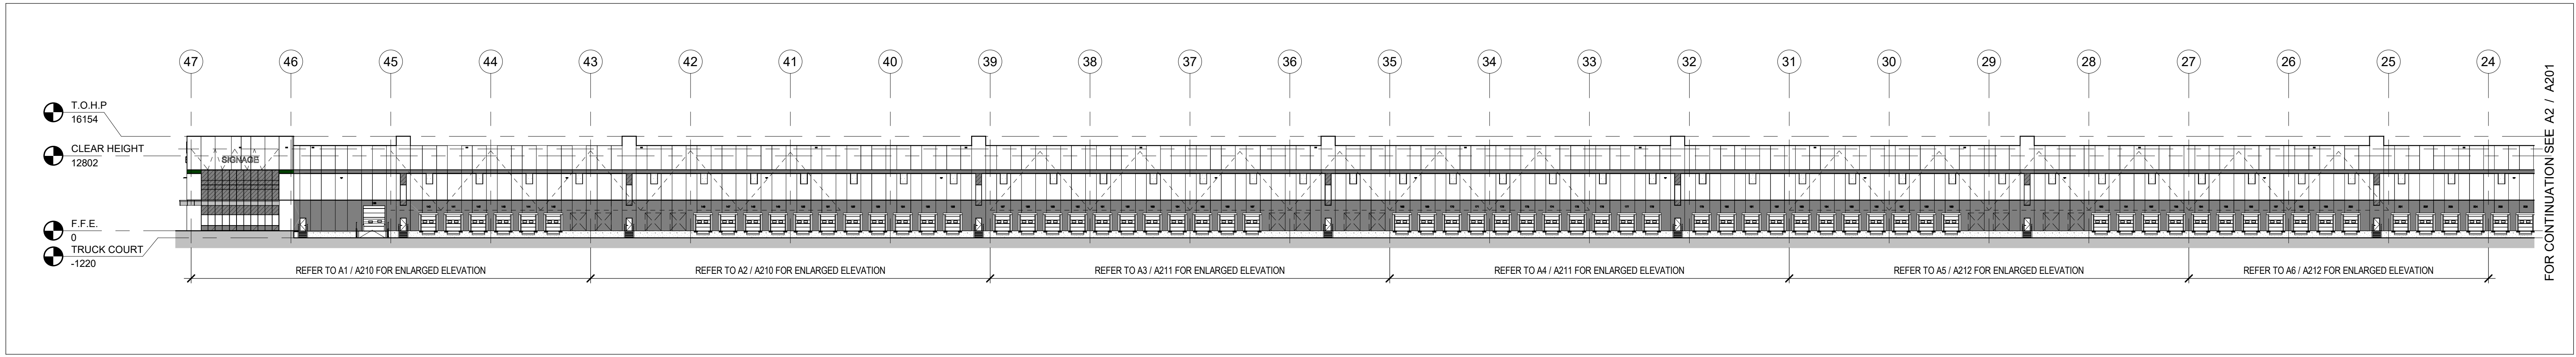 47 46 45 44 43 42 41 40 39 38 37 36 35 34 33 32 31 30 29 28 27 26 25 24
T.O.H.P
16154
CLEAR HEIGHT
12802
SIGNAGE
F.F.E.
0
TRUCK COURT
-1220
REFER TO A1 / A210 FOR ENLARGED ELEVATION
REFER TO A2 / A210 FOR ENLARGED ELEVATION
REFER TO A3 / A211 FOR ENLARGED ELEVATION
REFER TO A4 / A211 FOR ENLARGED ELEVATION
REFER TO A5 / A212 FOR ENLARGED ELEVATION
REFER TO A6 / A212 FOR ENLARGED ELEVATION
FOR CONTINUATION SEE A2 / A201